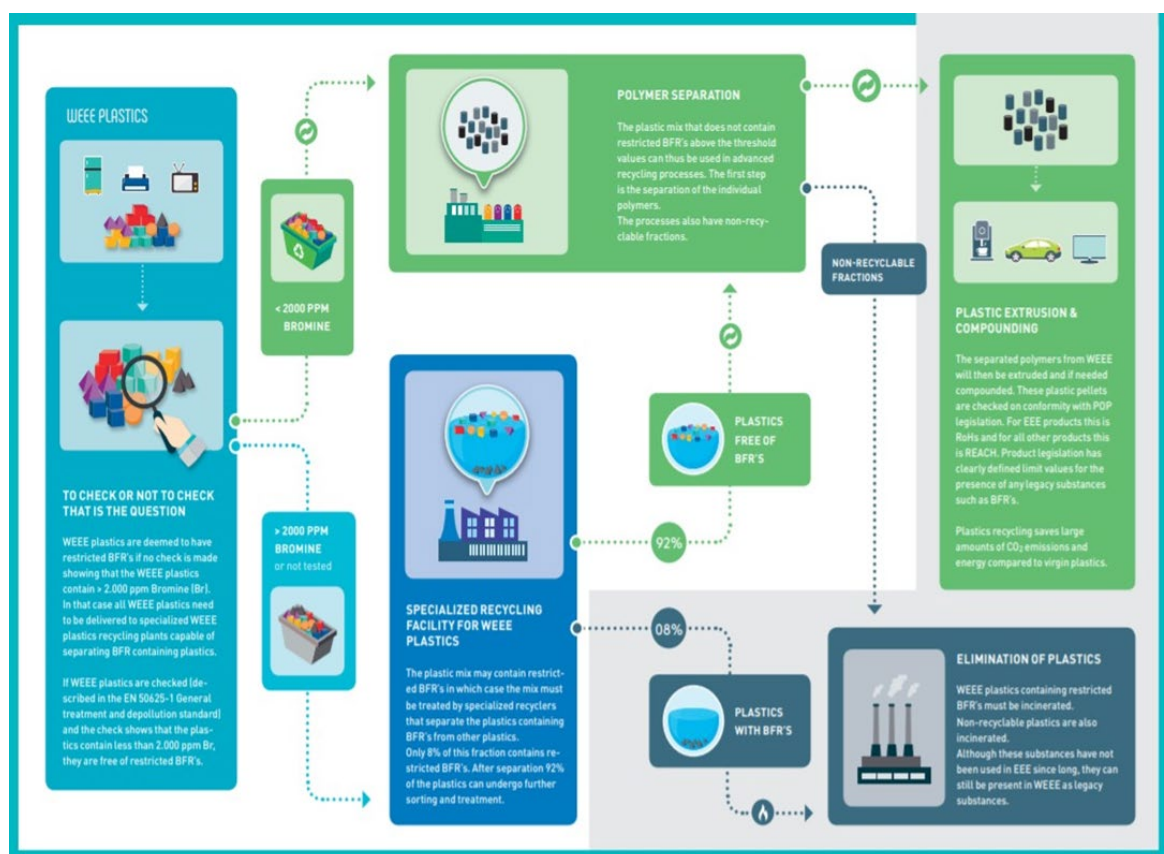 WEEE PLASTICS
TO CHECK OR NOT TO CHECK
THAT IS THE QUESTION
WEEE plastics are deemed to have
restricted BFR's if no check is made
showing that the WEEE plastics
contain > 2.000 ppm Bromine (Br).
In that case all WEEE plastics need
to be delivered to specialized WEEE
plastics recycling plants capable of
separating BFR containing plastics.
If WEEE plastics are checked (de-
scribed in the EN 50625-1 General
treatment and depollution standard)
and the check shows that the plas-
tics contain less than 2.000 ppm Br,
they are free of restricted BFR's.
< 2000 PPM
BROMINE
> 2000 PPM
BROMINE
or not tested
POLYMER SEPARATION
The plastic mix that does not contain
restricted BFR's above the threshold
values can thus be used in advanced
recycling processes. The first step
is the separation of the individual
polymers.
The processes also have non-recy-
clable fractions.
SPECIALIZED RECYCLING
FACILITY FOR WEEE
PLASTICS
The plastic mix may contain restrict-
ed BFR's in which case the mix must
be treated by specialized recyclers
that separate the plastics containing
BFR's from other plastics.
Only 8% of this fraction contains re-
stricted BFR's. After separation 92%
of the plastics can undergo further
sorting and treatment.
PLASTICS
FREE OF
BFR'S
92%
08%
PLASTICS
WITH BFR'S
NON-RECYCLABLE
FRACTIONS
PLASTIC EXTRUSION &
COMPOUNDING
The separated polymers from WEEE
will then be extruded and if needed
compounded. These plastic pellets
are checked on conformity with POP
legislation. For EEE products this is
RoHs and for all other products this
is REACH. Product legislation has
clearly defined limit values for the
presence of any legacy substances
such as BFR's.
Plastics recycling saves large
amounts of CO₂ emissions and
energy compared to virgin plastics.
ELIMINATION OF PLASTICS
WEEE plastics containing restricted
BFR's must be incinerated.
Non-recyclable plastics are also
incinerated.
Although these substances have not
been used in EEE since long, they can
still be present in WEEE as legacy
substances.